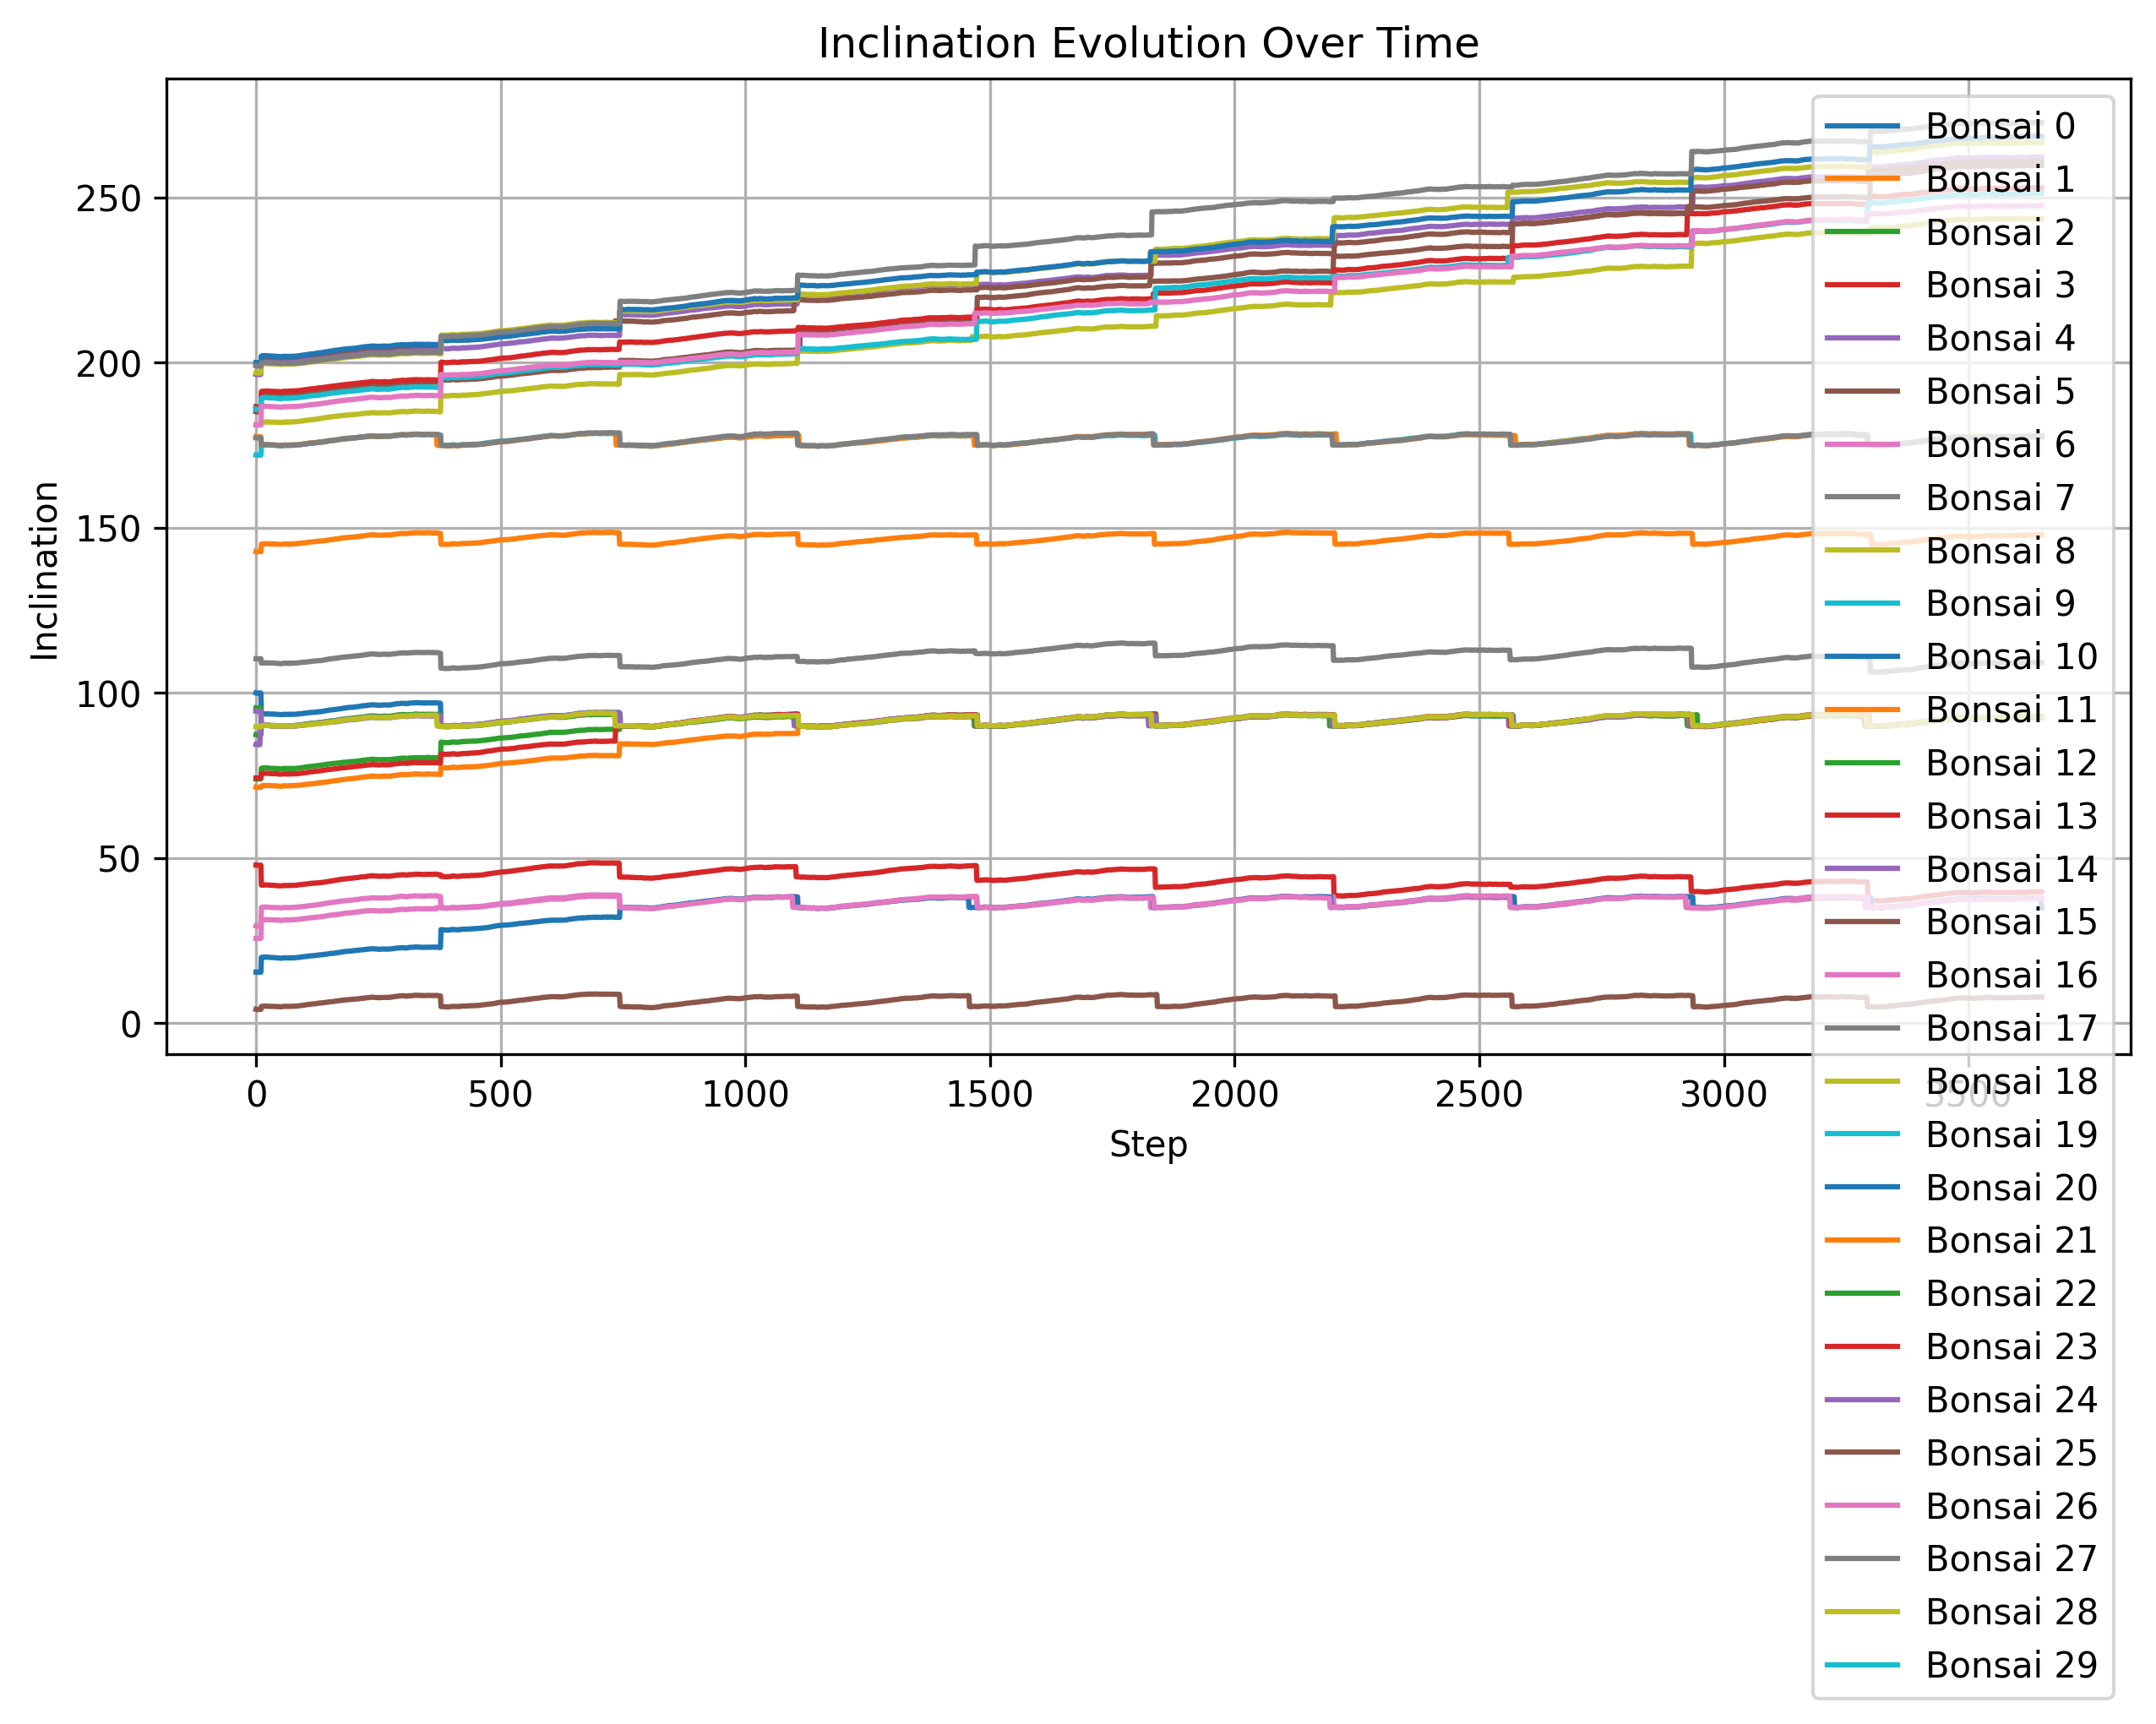 Inclination Evolution Over Time
Inclination
250
200
150
100
50
0
0 500 1000 1500 2000 2500 3000 3500
Step
Bonsai 0
Bonsai 1
Bonsai 2
Bonsai 3
Bonsai 4
Bonsai 5
Bonsai 6
Bonsai 7
Bonsai 8
Bonsai 9
Bonsai 10
Bonsai 11
Bonsai 12
Bonsai 13
Bonsai 14
Bonsai 15
Bonsai 16
Bonsai 17
Bonsai 18
Bonsai 19
Bonsai 20
Bonsai 21
Bonsai 22
Bonsai 23
Bonsai 24
Bonsai 25
Bonsai 26
Bonsai 27
Bonsai 28
Bonsai 29